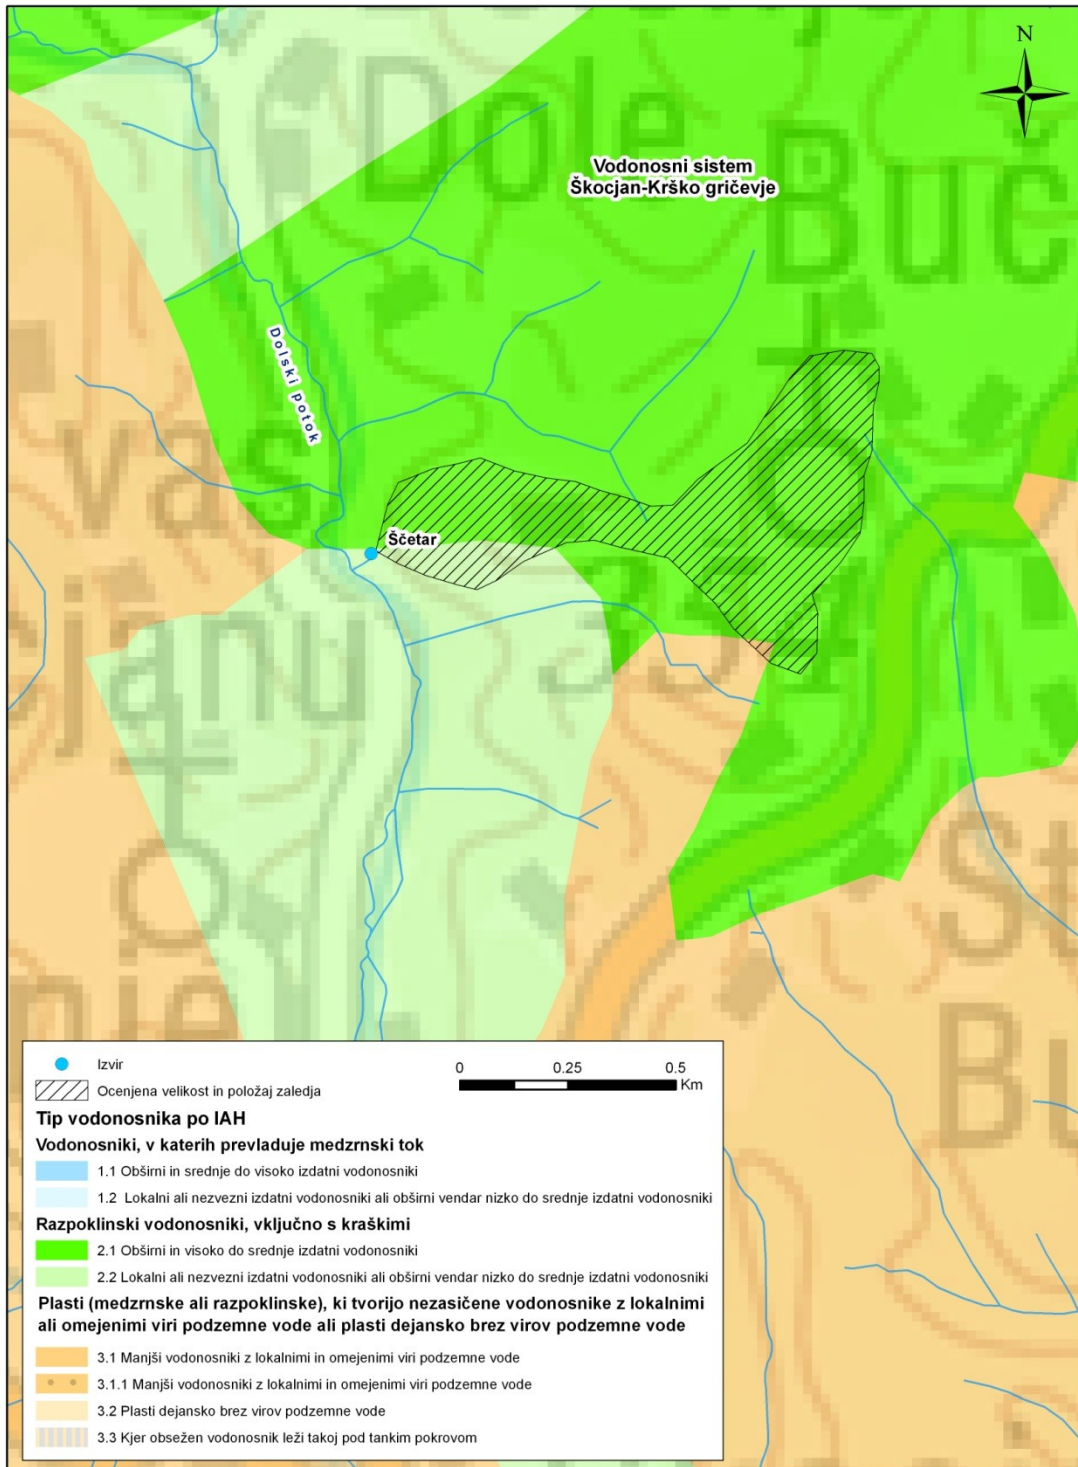 N
Dole
Vodonosni sistem
Škocjan-Krško gričevje
Buč
Dolski potok
vas
Ščetar
Izvir
0 0.25 0.5
Km
Ocenjena velikost in položaj zaledja
Tip vodonosnika po IAH
Vodonosniki, v katerih prevladuje medzrnski tok
1.1 Obširni in srednje do visoko izdatni vodonosniki
1.2 Lokalni ali nezvezni izdatni vodonosniki ali obširni vendar nizko do srednje izdatni vodonosniki
Razpoklinski vodonosniki, vključno s kraškimi
2.1 Obširni in visoko do srednje izdatni vodonosniki
2.2 Lokalni ali nezvezni izdatni vodonosniki ali obširni vendar nizko do srednje izdatni vodonosniki
Plasti (medzrnske ali razpoklinske), ki tvorijo nezasičene vodonosnike z lokalnimi
ali omejenimi viri podzemne vode ali plasti dejansko brez virov podzemne vode
3.1 Manjši vodonosniki z lokalnimi in omejenimi viri podzemne vode
3.1.1 Manjši vodonosniki z lokalnimi in omejenimi viri podzemne vode
3.2 Plasti dejansko brez virov podzemne vode
3.3 Kjer obsežen vodonosnik leži takoj pod tankim pokrovom